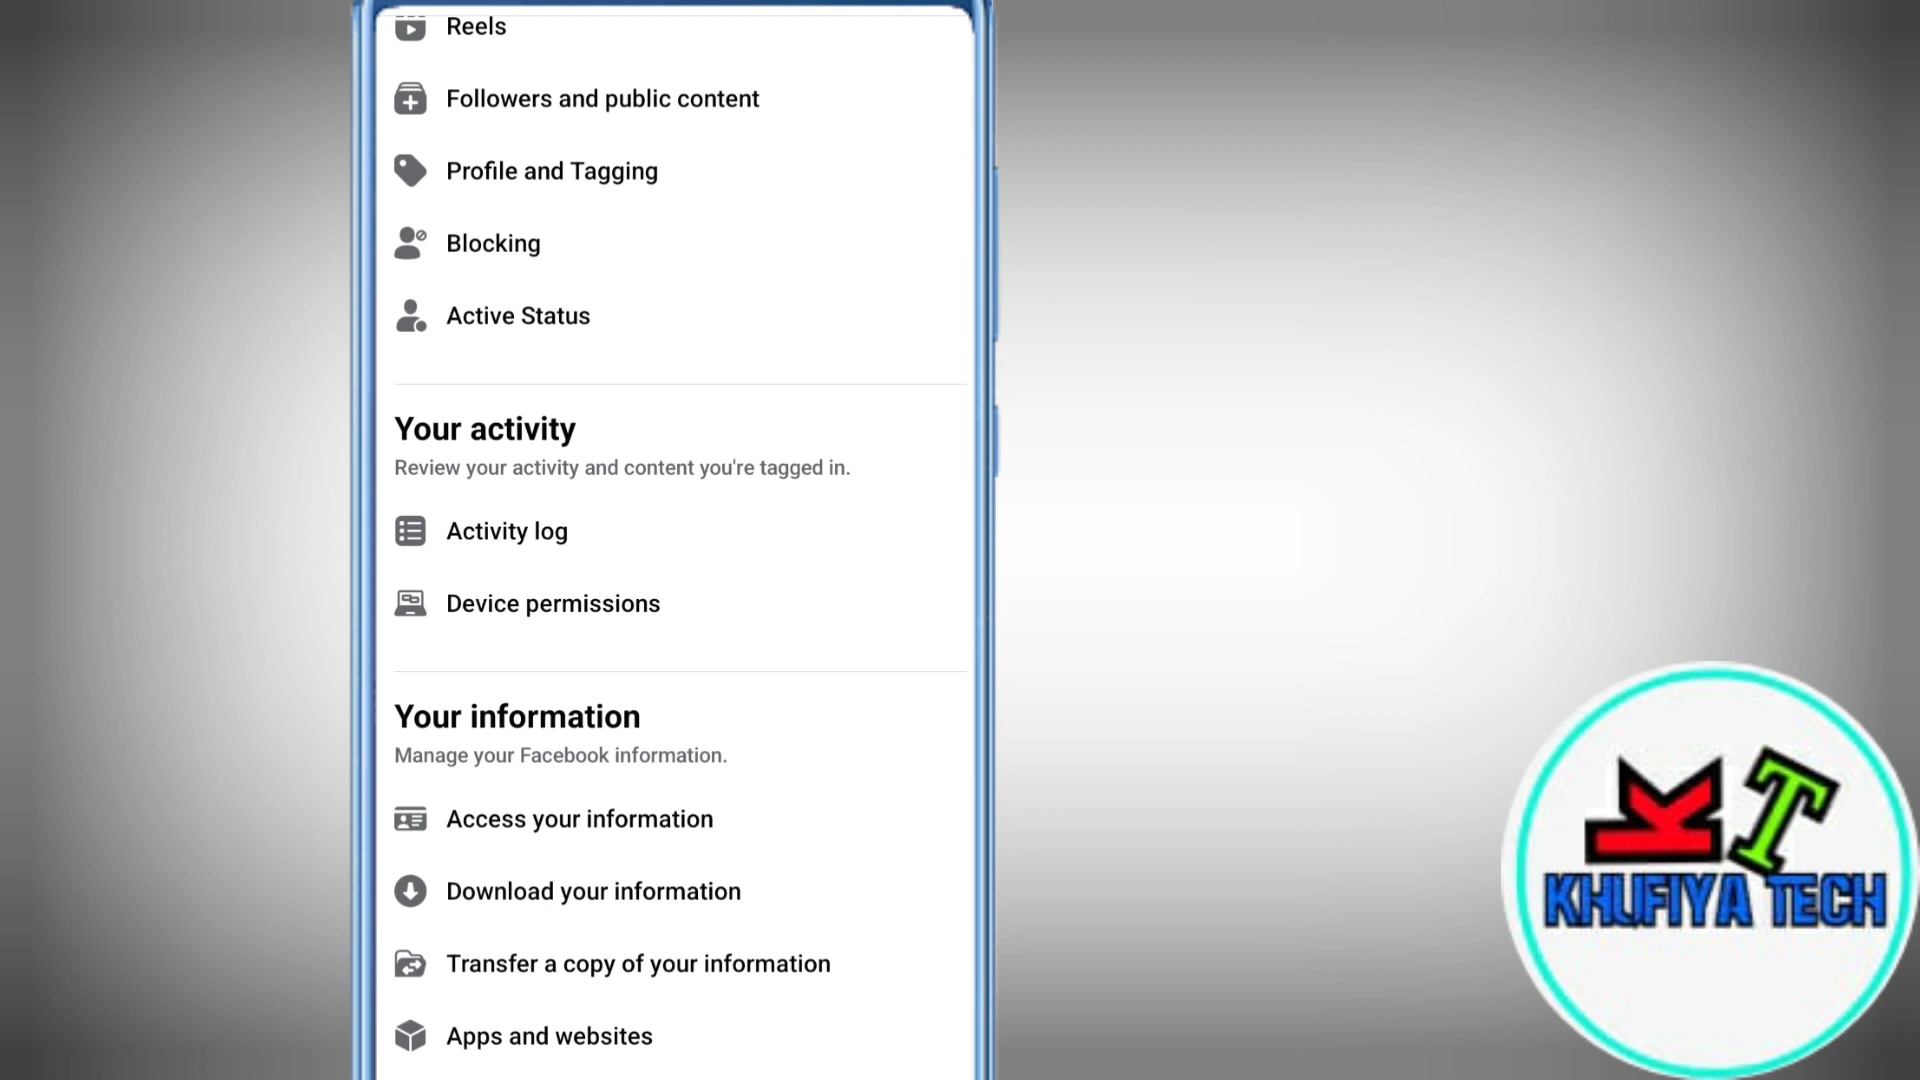 Reels
Followers and public content
Profile and Tagging
Blocking
Active Status
Your activity
Review your activity and content you're tagged in.
Activity log
Device permissions
Your information
Manage your Facebook information.
Access your information
Download your information
Transfer a copy of your information
Apps and websites
KT
KHUFIYA TECH